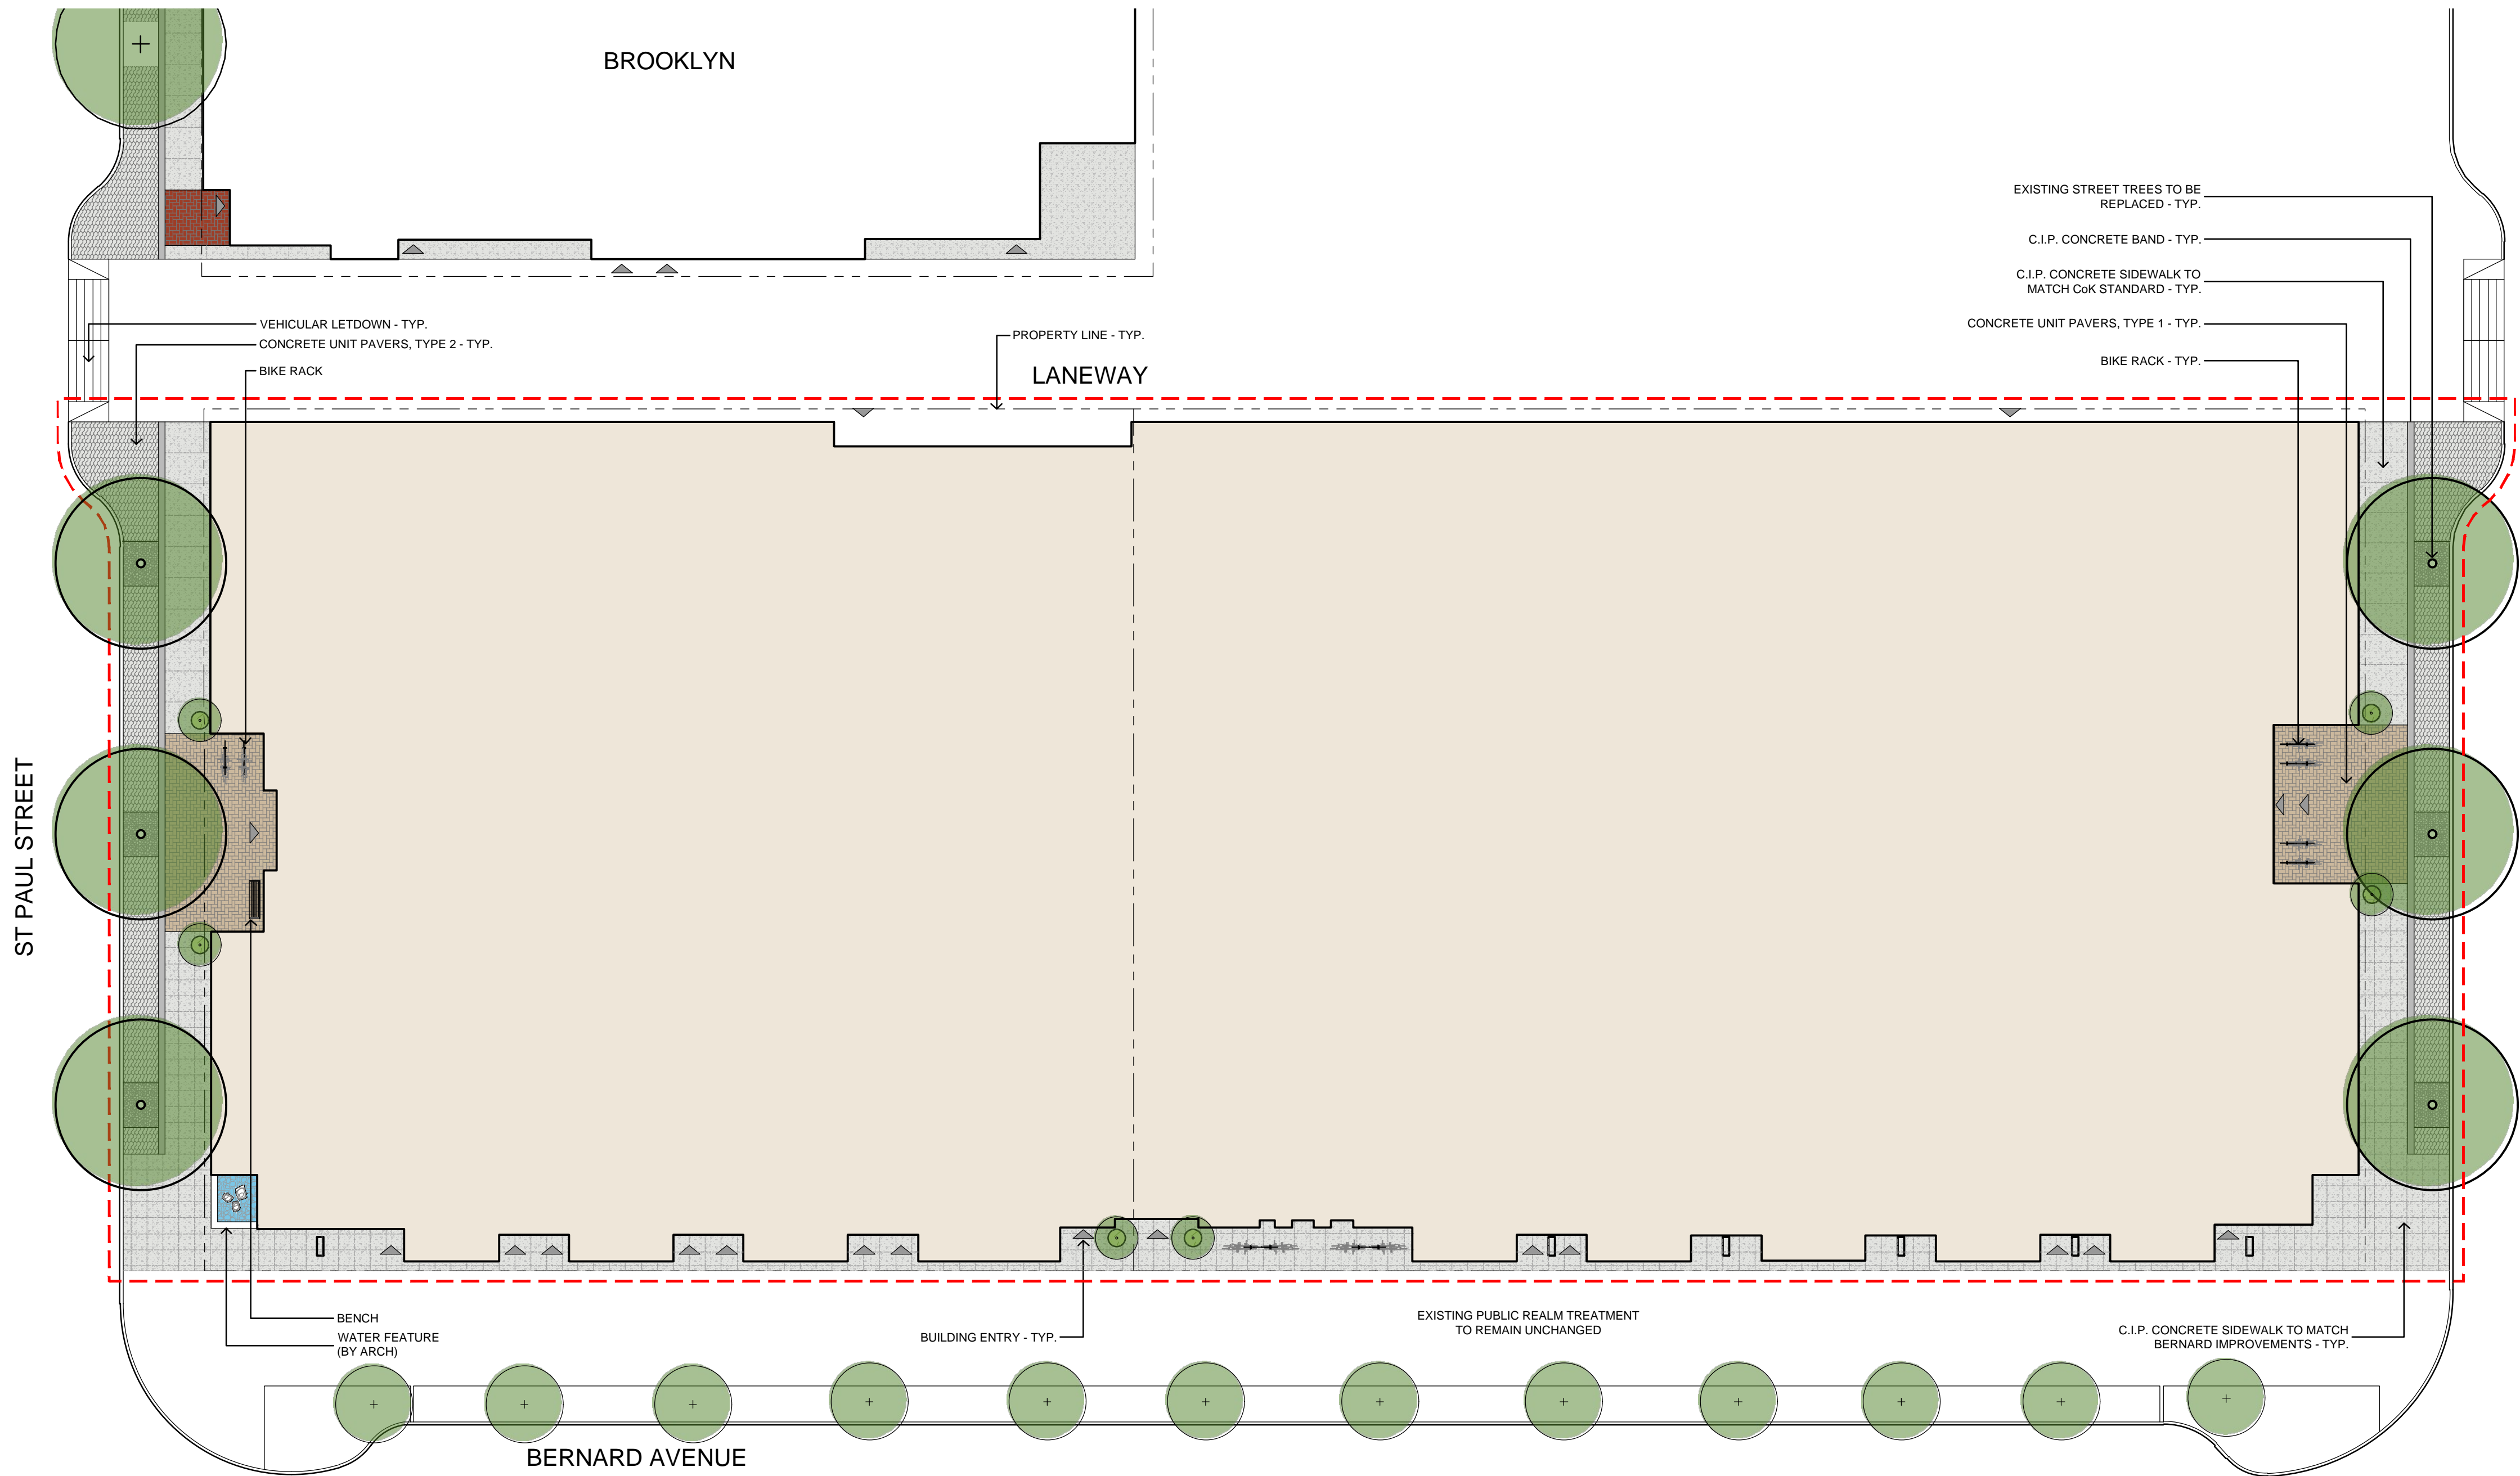 BROOKLYN
EXISTING STREET TREES TO BE
REPLACED - TYP.
C.I.P. CONCRETE BAND - TYP.
C.I.P. CONCRETE SIDEWALK TO
MATCH CoK STANDARD - TYP.
CONCRETE UNIT PAVERS, TYPE 1 - TYP.
BIKE RACK - TYP.
VEHICULAR LETDOWN - TYP.
CONCRETE UNIT PAVERS, TYPE 2 - TYP.
BIKE RACK
PROPERTY LINE - TYP.
LANEWAY
ST PAUL STREET
BENCH
WATER FEATURE
(BY ARCH)
BUILDING ENTRY - TYP.
EXISTING PUBLIC REALM TREATMENT
TO REMAIN UNCHANGED
C.I.P. CONCRETE SIDEWALK TO MATCH
BERNARD IMPROVEMENTS - TYP.
BERNARD AVENUE